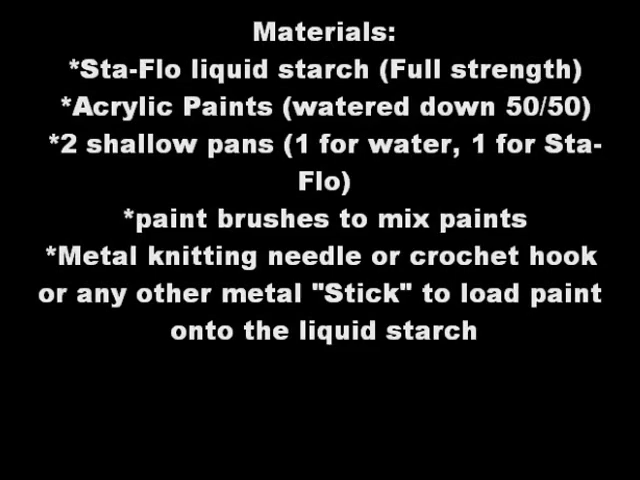 Materials:
*Sta-Flo liquid starch (Full strength)
*Acrylic Paints (watered down 50/50)
*2 shallow pans (1 for water, 1 for Sta-
Flo)
*paint brushes to mix paints
*Metal knitting needle or crochet hook
or any other metal "Stick" to load paint
onto the liquid starch